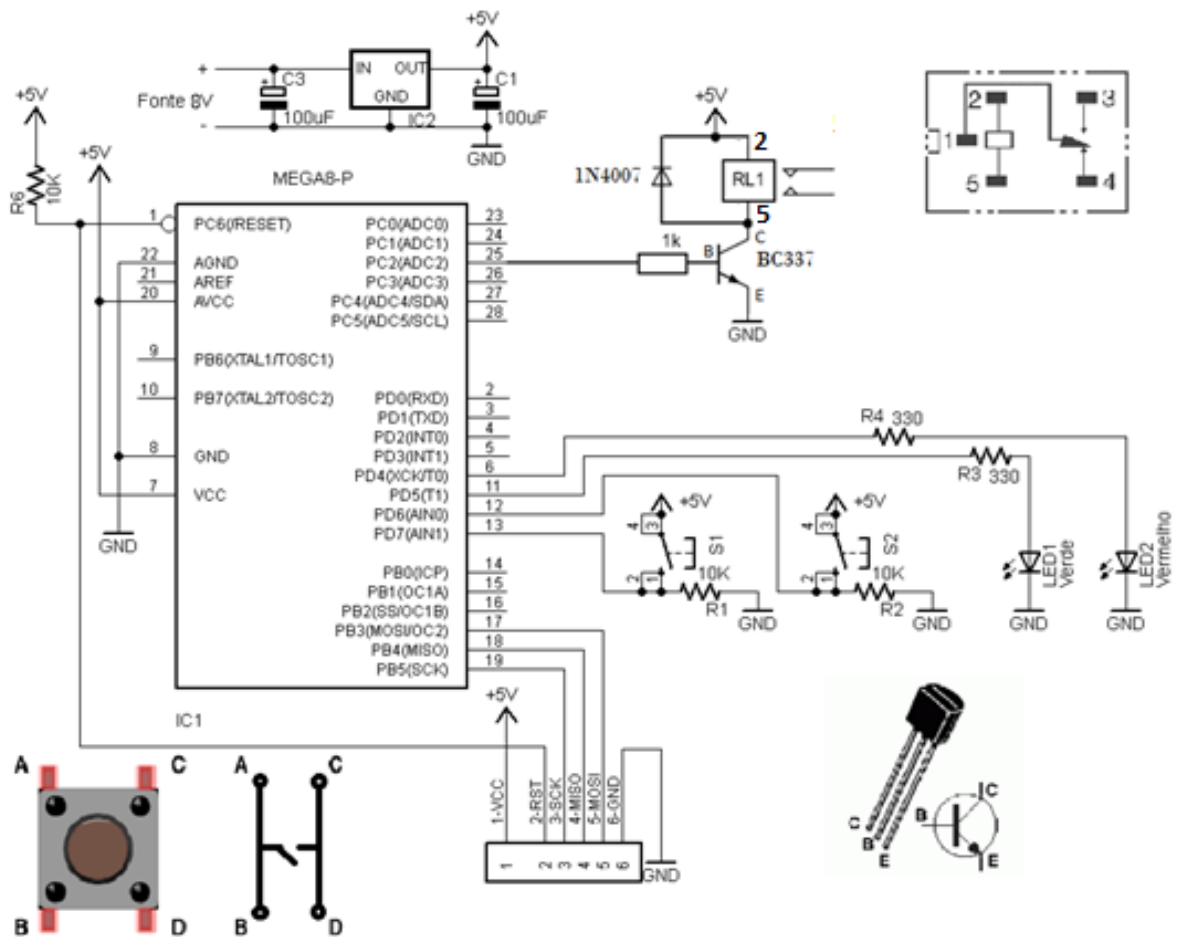 +5V
+
IN
OUT
C3
C1
GND
Fonte 9V
-
100uF
IC2
100uF
GND
+5V
R6
10K
+5V
MEGA8-P
1 PC6(/RESET)
22 AGND
21 AREF
20 AVCC
9 PB6(XTAL1/TOSC1)
10 PB7(XTAL2/TOSC2)
8 GND
7 VCC
GND
PC0(ADC0) 23
PC1(ADC1) 24
PC2(ADC2) 25
PC3(ADC3) 26
PC4(ADC4/SDA) 27
PC5(ADC5/SCL) 28
PD0(RXD) 2
PD1(TXD) 3
PD2(INT0) 4
PD3(INT1) 5
PD4(XCK/T0) 6
PD5(T1) 11
PD6(AIN0) 12
PD7(AIN1) 13
PB0(ICP) 14
PB1(OC1A) 15
PB2(SS/OC1B) 16
PB3(MOSI/OC2) 17
PB4(MISO) 18
PB5(SCK) 19
IC1
+5V
2
1N4007
RL1
5
1k
B
C
BC337
E
GND
2
3
1
5
4
R4 330
R3 330
+5V
4
3
S1
2
1
10K
R1
GND
+5V
4
3
S2
2
1
10K
R2
GND
LED1
Verde
GND
LED2
Vermelho
GND
+5V
1-VCC
2-RST
3-SCK
4-MISO
5-MOSI
6-GND
1
2
3
4
5
6
GND
A
C
B
D
A
C
B
D
C
B
E
B
C
E